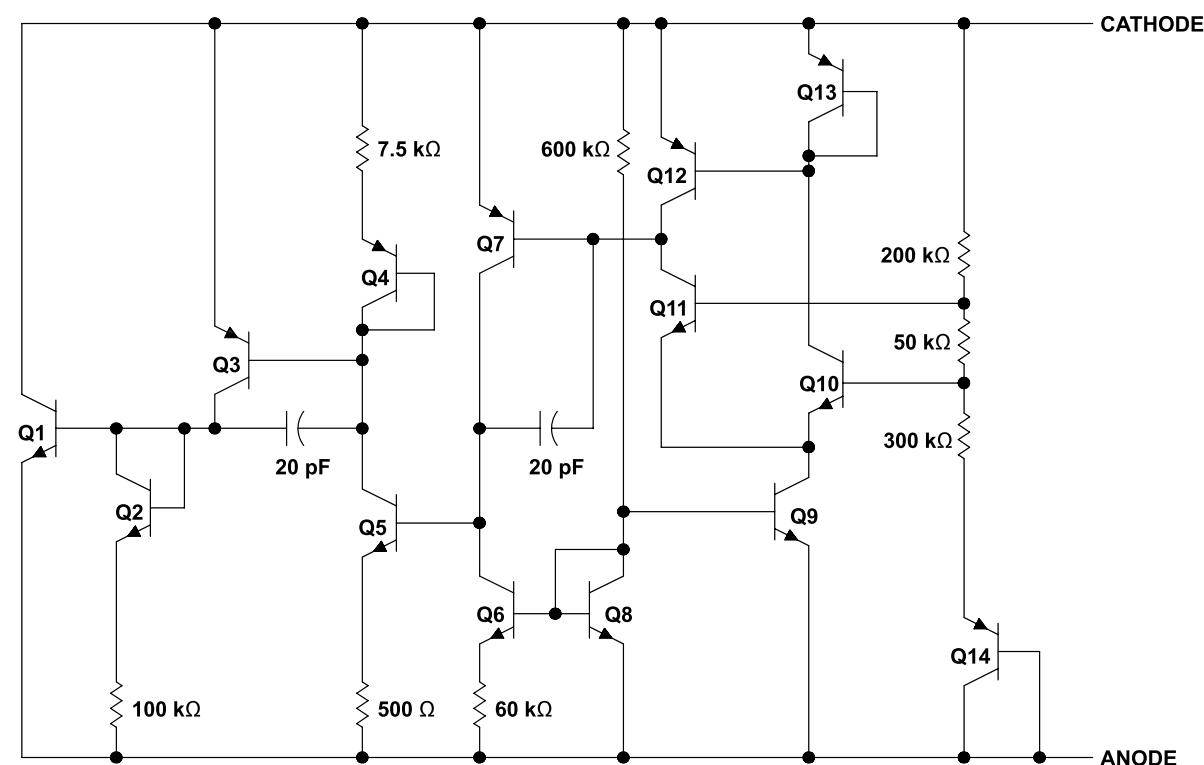 CATHODE
Q13
7.5 kΩ
600 kΩ
Q12
Q7
200 kΩ
Q4
Q11
50 kΩ
Q3
Q10
Q1
300 kΩ
20 pF
20 pF
Q2
Q5
Q9
Q6
Q8
Q14
100 kΩ
500 Ω
60 kΩ
ANODE